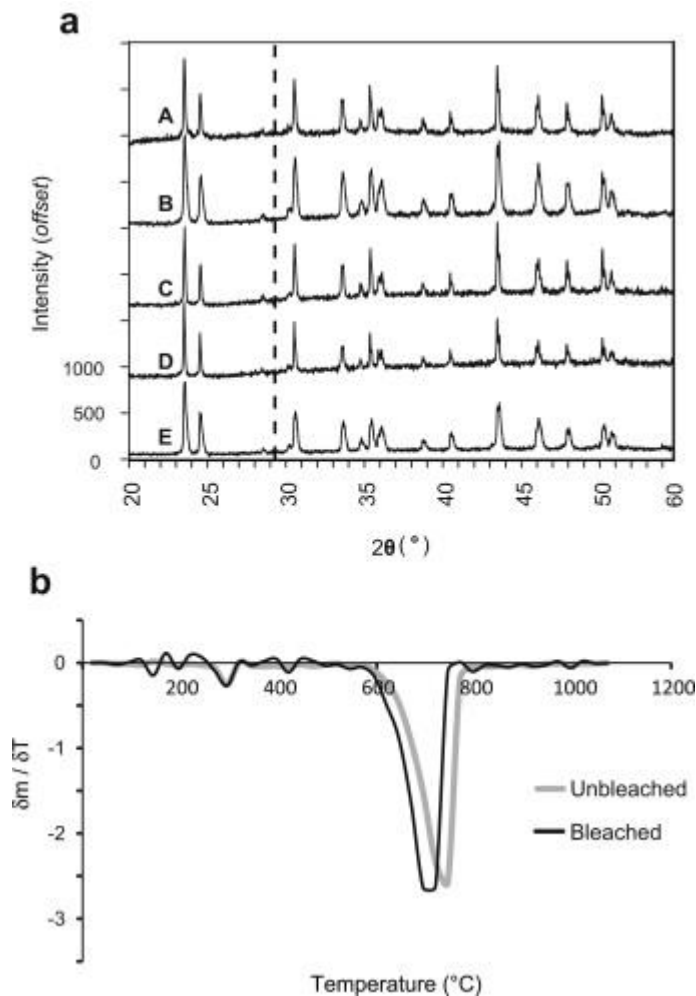 a
A
B
C
D
E
Intensity (offset)
1000
500
0
20 25 30 35 40 45 50 60
2θ(°)
b
0
-1
-2
-3
200 400 600 800 1000 1200
δm / δT
Unbleached
Bleached
Temperature (°C)